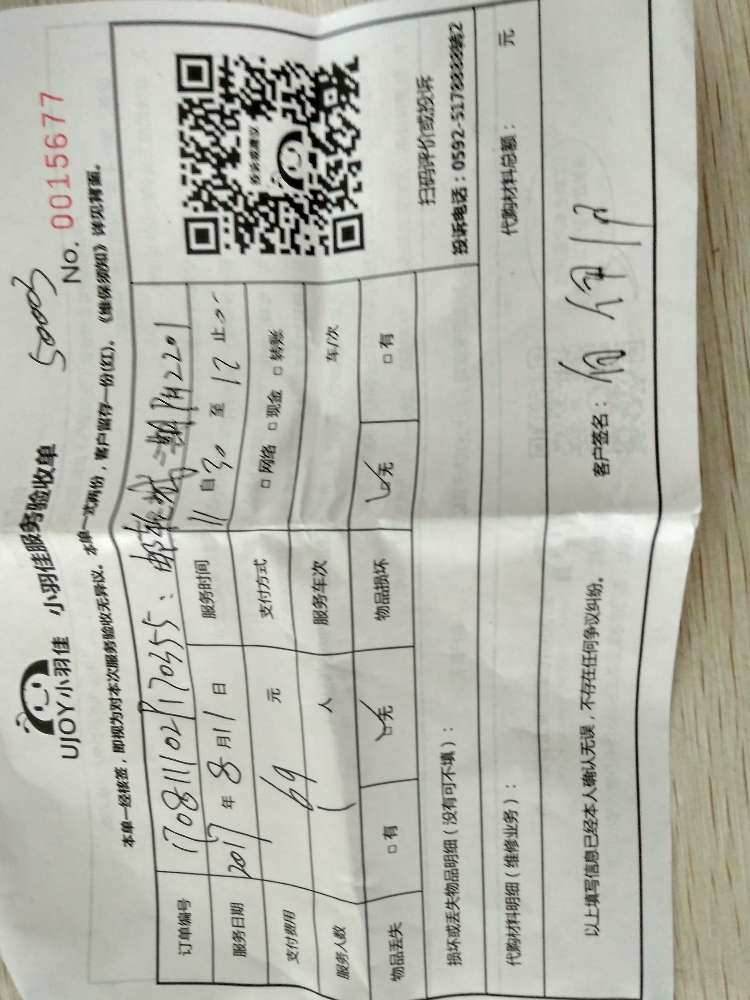 UJOY小羽佳 小羽佳服务验收单 50003
No. 0015677
本单一经核签，即视为对本次服务验收无异议。本单一式两份，客户留存一份(红)。《维保须知》详见背面。
订单编号 17081102170355
服务日期 2017 年 8 月 11 日 服务时间 11 自 30 至 17 止
支付费用 69 元 支付方式 □ 网络 □ 现金 □ 转账
服务人数 1 人 服务车次 车/次
物品丢失 □ 有 □ 无 物品损坏 □ 无 □ 有
投诉或建议
扫码评价或投诉
投诉电话：0592-5178888转2
损坏或丢失物品明细（没有可不填）：
代购材料明细（维修业务）： 代购材料总额： 元
以上填写信息已经本人确认无误，不存在任何争议纠纷。
客户签名：